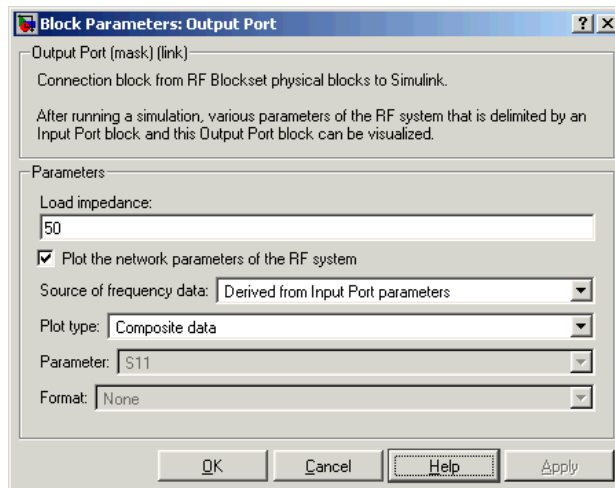 Block Parameters: Output Port
Output Port (mask) (link)
Connection block from RF Blockset physical blocks to Simulink.
After running a simulation, various parameters of the RF system that is delimited by an
Input Port block and this Output Port block can be visualized.
Parameters
Load impedance:
50
Plot the network parameters of the RF system
Source of frequency data: Derived from Input Port parameters
Plot type: Composite data
Parameter: S11
Format: None
OK Cancel Help Apply